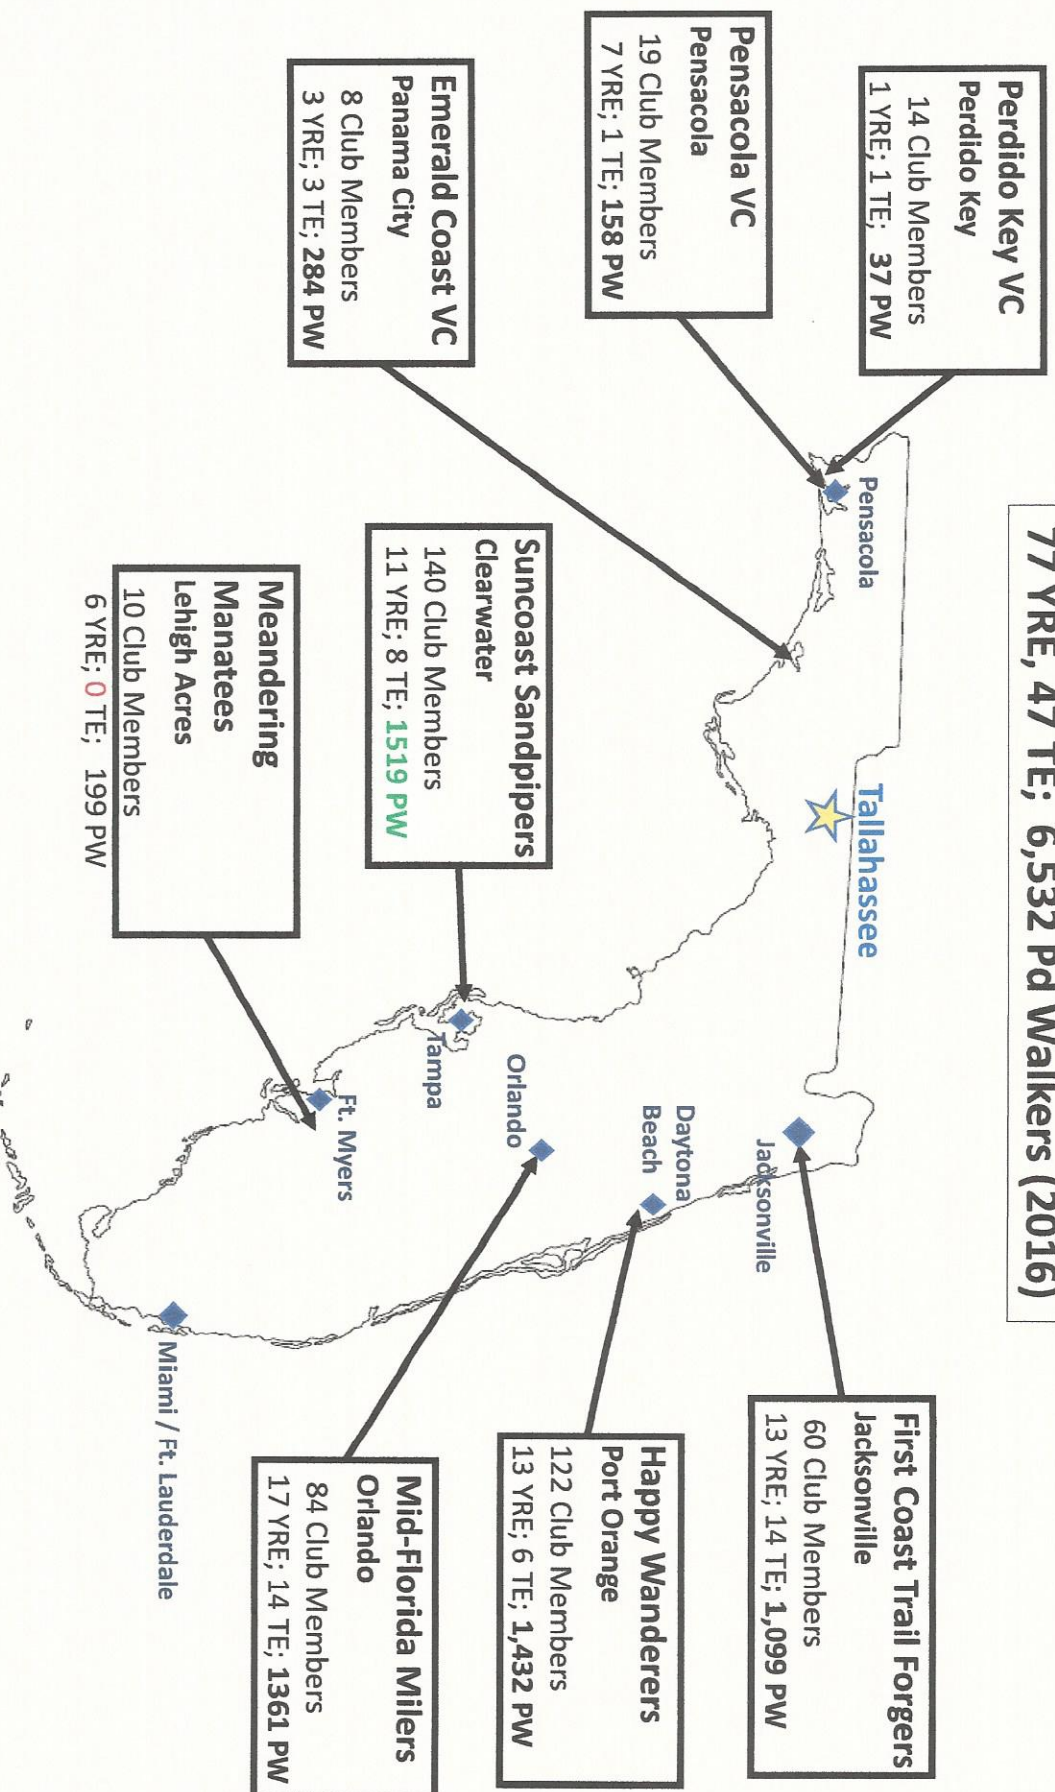 77 YRE, 47 TE; 6,532 Pd Walkers (2016)
Perdido Key VC
Perdido Key
14 Club Members
1 YRE; 1 TE; 37 PW
Pensacola VC
Pensacola
19 Club Members
7 YRE; 1 TE; 158 PW
Emerald Coast VC
Panama City
8 Club Members
3 YRE; 3 TE; 284 PW
Suncoast Sandpipers
Clearwater
140 Club Members
11 YRE; 8 TE; 1519 PW
Meandering
Manatees
Lehigh Acres
10 Club Members
6 YRE; 0 TE; 199 PW
Pensacola
Tallahassee
Jacksonville
Daytona
Beach
Orlando
Tampa
Ft. Myers
Miami / Ft. Lauderdale
First Coast Trail Forgers
Jacksonville
60 Club Members
13 YRE; 14 TE; 1,099 PW
Happy Wanderers
Port Orange
122 Club Members
13 YRE; 6 TE; 1,432 PW
Mid-Florida Milers
Orlando
84 Club Members
17 YRE; 14 TE; 1361 PW